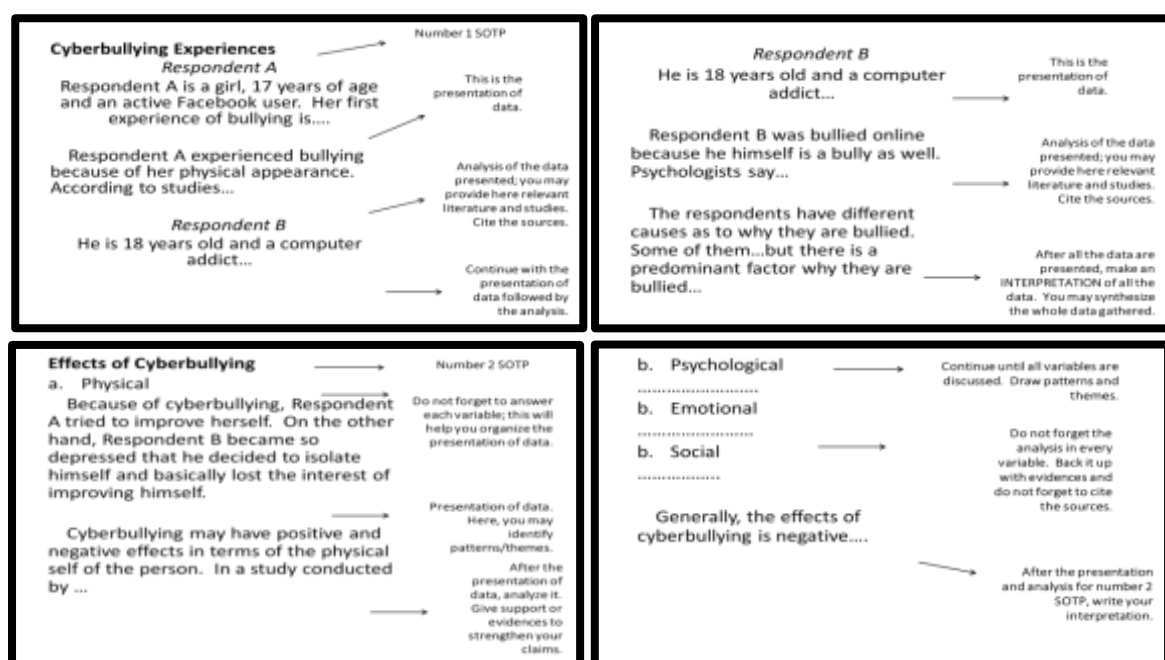 Cyberbullying Experiences
Number 1 SOTP
Respondent A
Respondent A is a girl, 17 years of age
and an active Facebook user. Her first
experience of bullying is....
This is the
presentation of
data.
Respondent A experienced bullying
because of her physical appearance.
According to studies...
Analysis of the data
presented; you may
provide here relevant
literature and studies.
Cite the sources.
Respondent B
He is 18 years old and a computer
addict...
Continue with the
presentation of
data followed by
the analysis.
Respondent B
He is 18 years old and a computer
addict...
This is the
presentation of
data.
Respondent B was bullied online
because he himself is a bully as well.
Psychologists say...
Analysis of the data
presented; you may
provide here relevant
literature and studies.
Cite the sources.
The respondents have different
causes as to why they are bullied.
Some of them...but there is a
predominant factor why they are
bullied...
After all the data are
presented, make an
INTERPRETATION of all the
data. You may synthesize
the whole data gathered.
Effects of Cyberbullying
Number 2 SOTP
a. Physical
Because of cyberbullying, Respondent
A tried to improve herself. On the other
hand, Respondent B became so
depressed that he decided to isolate
himself and basically lost the interest of
improving himself.
Do not forget to answer
each variable; this will
help you organize the
presentation of data.
Presentation of data.
Here, you may
identify
patterns/themes.
Cyberbullying may have positive and
negative effects in terms of the physical
self of the person. In a study conducted
by ...
After the
presentation of
data, analyze it.
Give support or
evidences to
strengthen your
claims.
b. Psychological
............................
b. Emotional
...........................
b. Social
...................
Continue until all variables are
discussed. Draw patterns and
themes.
Do not forget the
analysis in every
variable. Back it up
with evidences and
do not forget to cite
the sources.
Generally, the effects of
cyberbullying is negative....
After the presentation
and analysis for number 2
SOTP, write your
interpretation.